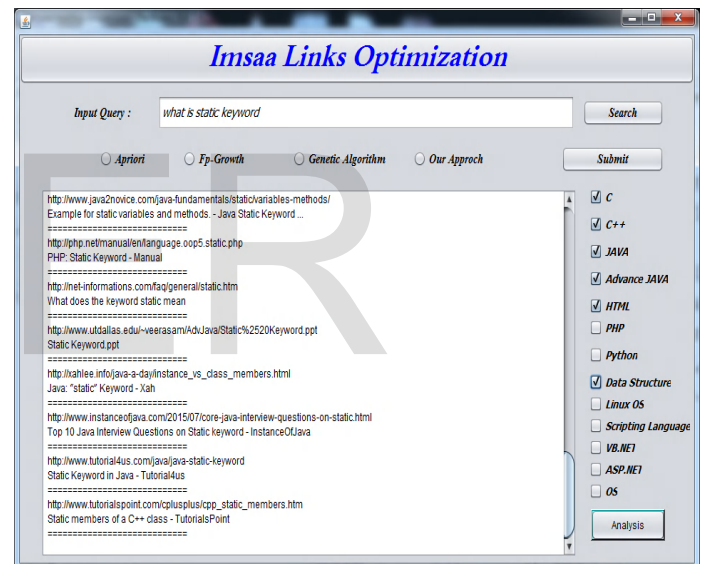 Imsaa Links Optimization
Input Query : what is static keyword Search
Apriori Fp-Growth Genetic Algorithm Our Approch Submit
http://www.java2novice.com/java-fundamentals/static/variables-methods/
Example for static variables and methods. - Java Static Keyword ...
============================
http://php.net/manual/en/language.oop5.static.php
PHP: Static Keyword - Manual
============================
http://net-informations.com/faq/general/static.htm
What does the keyword static mean
============================
http://www.utdallas.edu/~veerasam/AdvJava/Static%2520Keyword.ppt
Static Keyword.ppt
============================
http://xahlee.info/java-a-day/instance_vs_class_members.html
Java: "static" Keyword - Xah
============================
http://www.instanceofjava.com/2015/07/core-java-interview-questions-on-static.html
Top 10 Java Interview Questions on Static keyword - InstanceOfJava
============================
http://www.tutorial4us.com/java/java-static-keyword
Static Keyword in Java - Tutorial4us
============================
http://www.tutorialspoint.com/cplusplus/cpp_static_members.htm
Static members of a C++ class - TutorialsPoint
============================
C
C++
JAVA
Advance JAVA
HTML
PHP
Python
Data Structure
Linux OS
Scripting Language
VB.NET
ASP.NET
OS
Analysis
ER